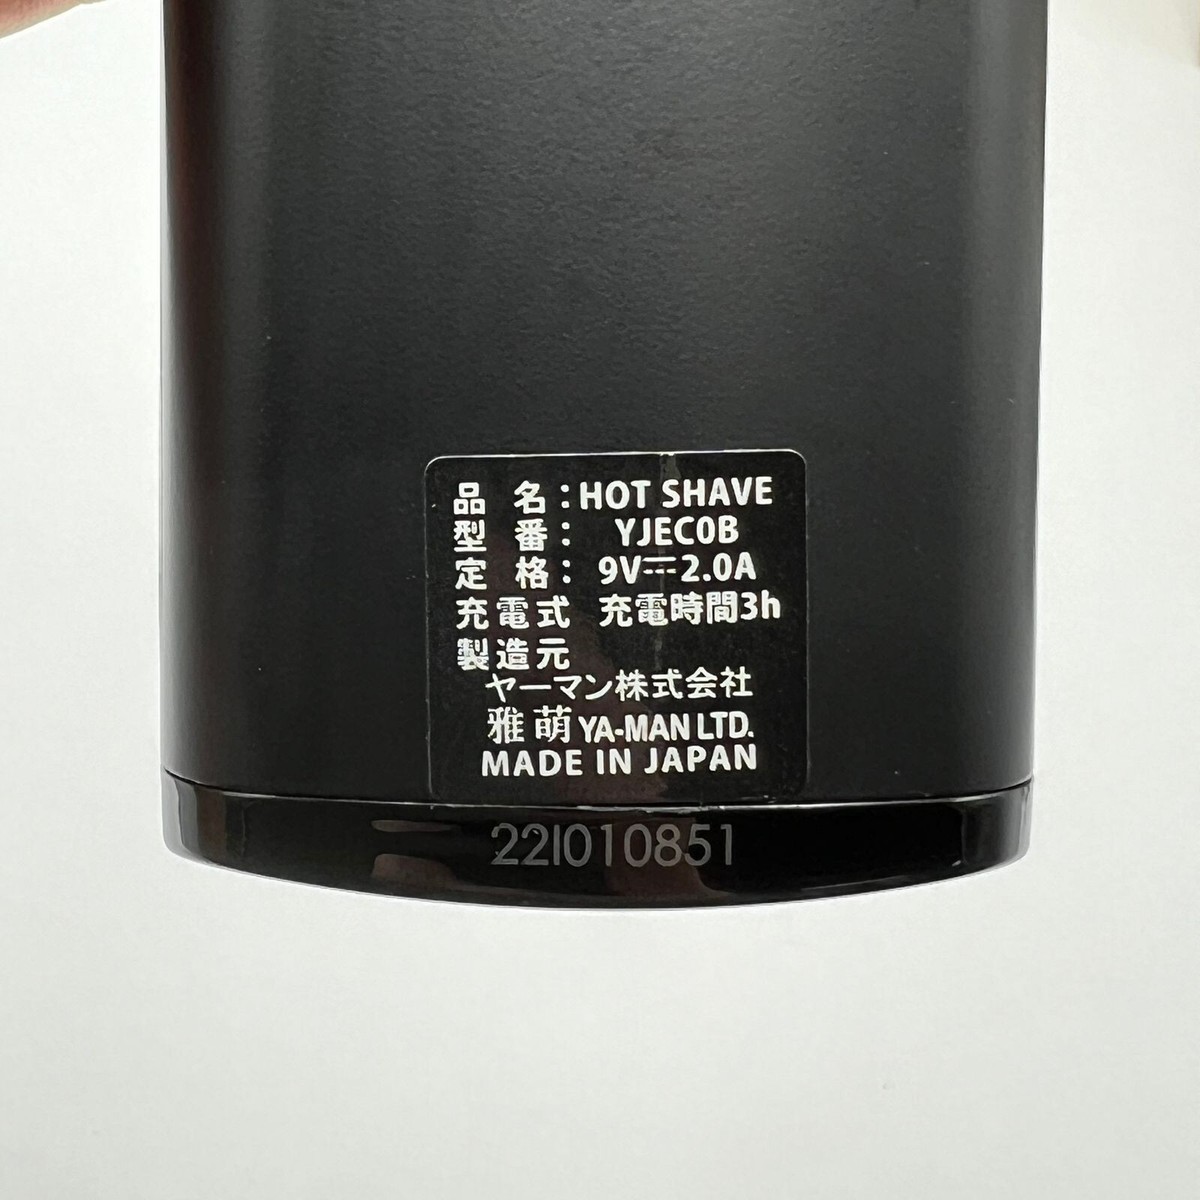 品 名：HOT SHAVE
型 番： YJEC0B
定 格： 9V⎓2.0A
充電式 充電時間3h
製造元
ヤーマン株式会社
雅萌 YA-MAN LTD.
MADE IN JAPAN
22I010851